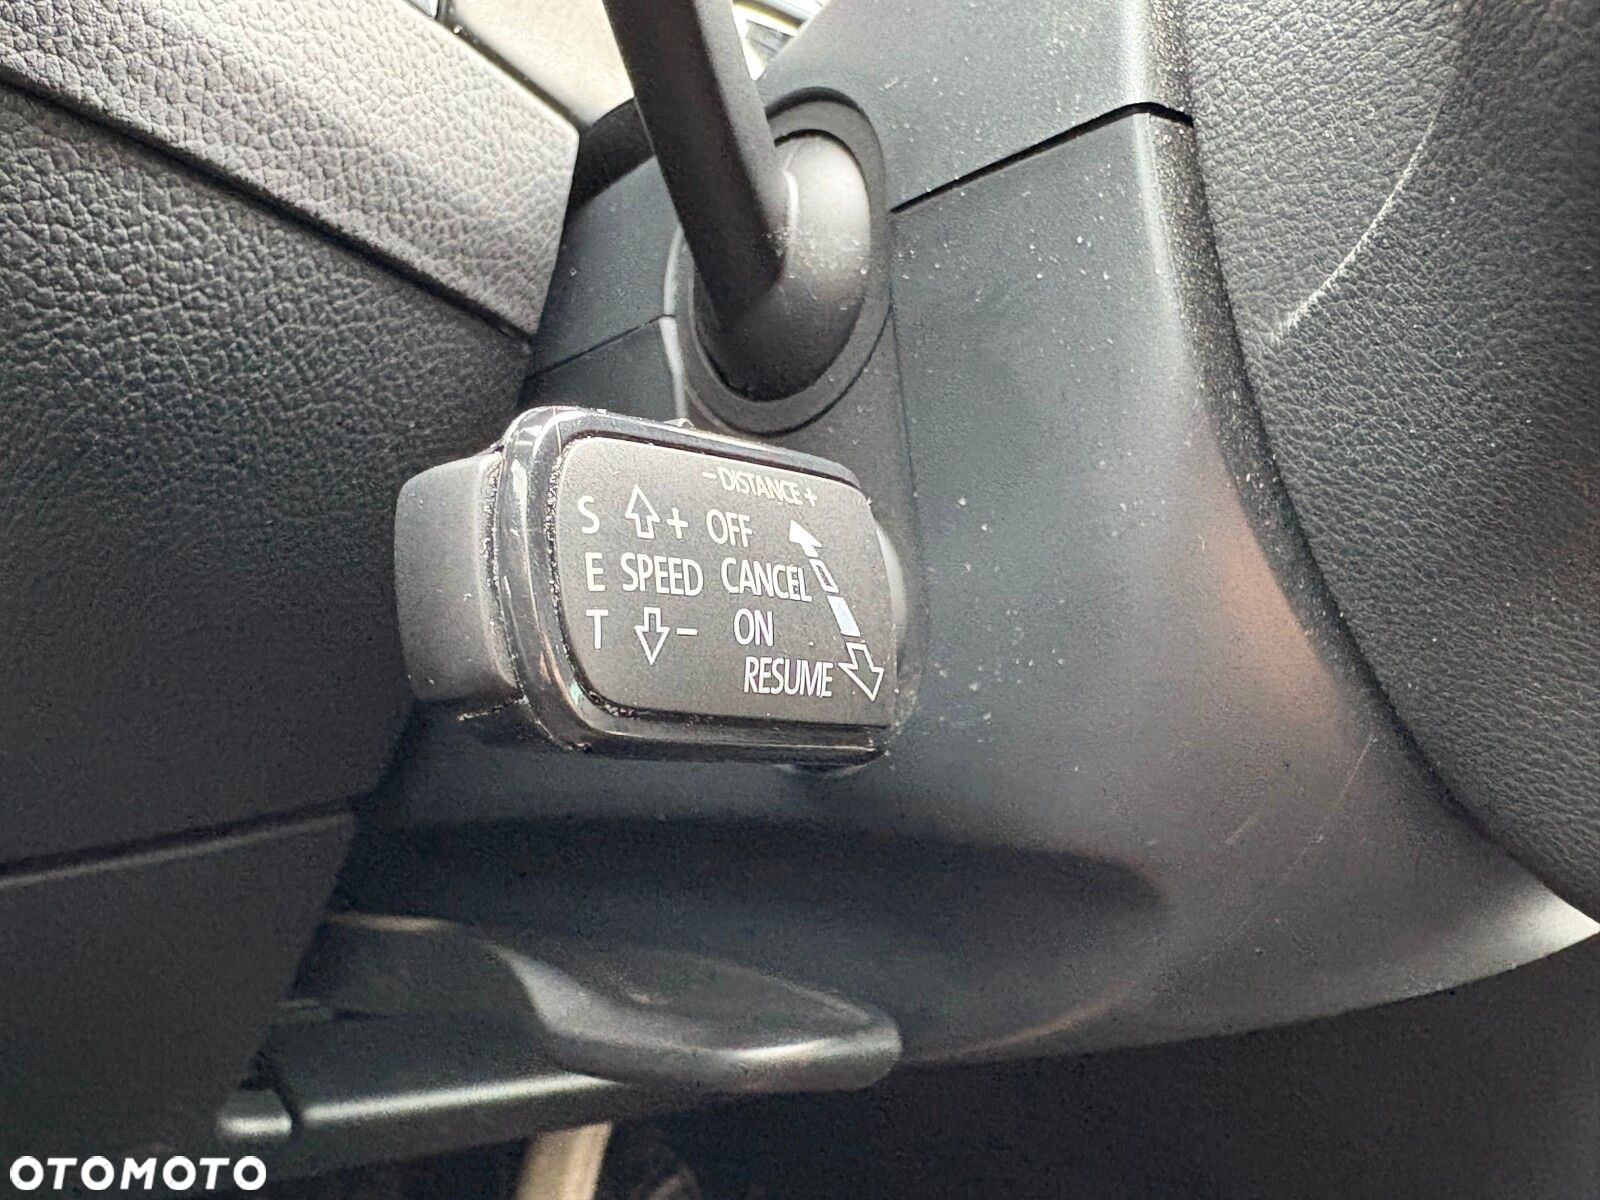 - DISTANCE +
S + OFF
E SPEED CANCEL
T - ON
RESUME
OTOMOTO